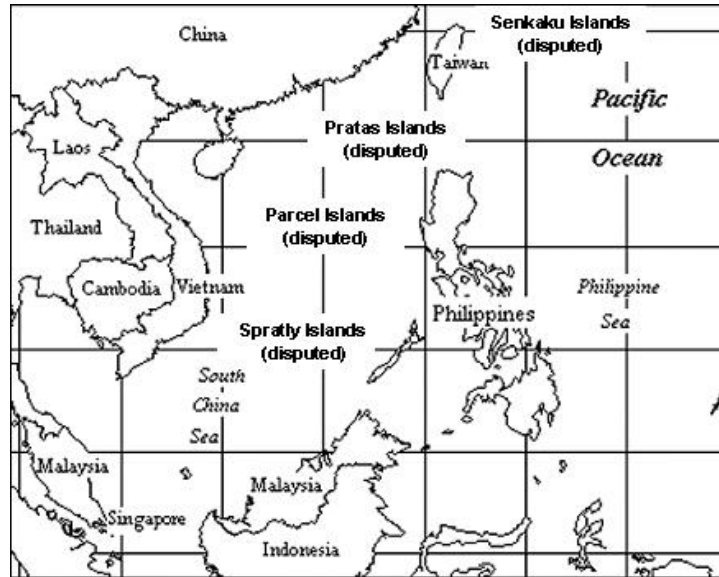 Senkaku Islands
(disputed)
China
Taiwan
Pacific
Ocean
Pratas Islands
(disputed)
Laos
Thailand
Parcel Islands
(disputed)
Cambodia
Vietnam
Philippine
Sea
Philippines
Spratly Islands
(disputed)
South
China
Sea
Malaysia
Malaysia
Singapore
Indonesia